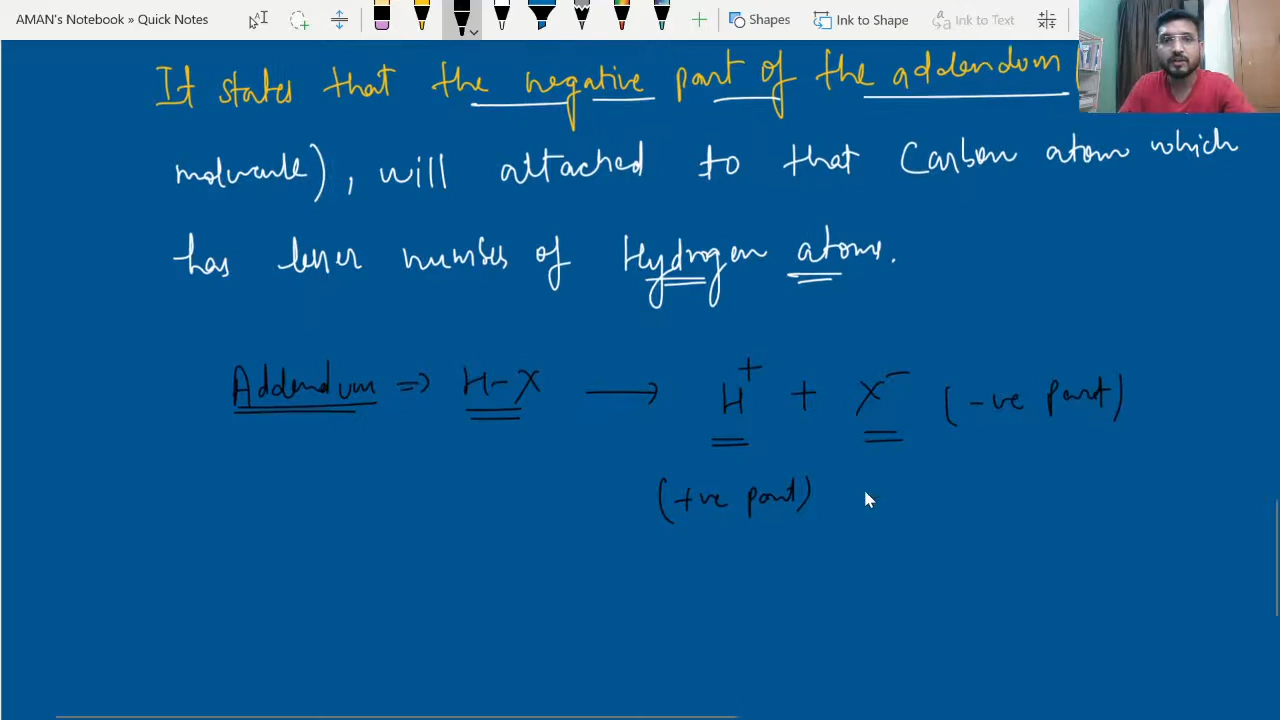 AMAN's Notebook » Quick Notes
Shapes
Ink to Shape
Ink to Text
It states that the negative part of the addendum (
molecule), will attached to that Carbon atom which
has lesser number of Hydrogen atoms.
Addendum => H-X → H+ + X- (-ve part)
(+ve part)